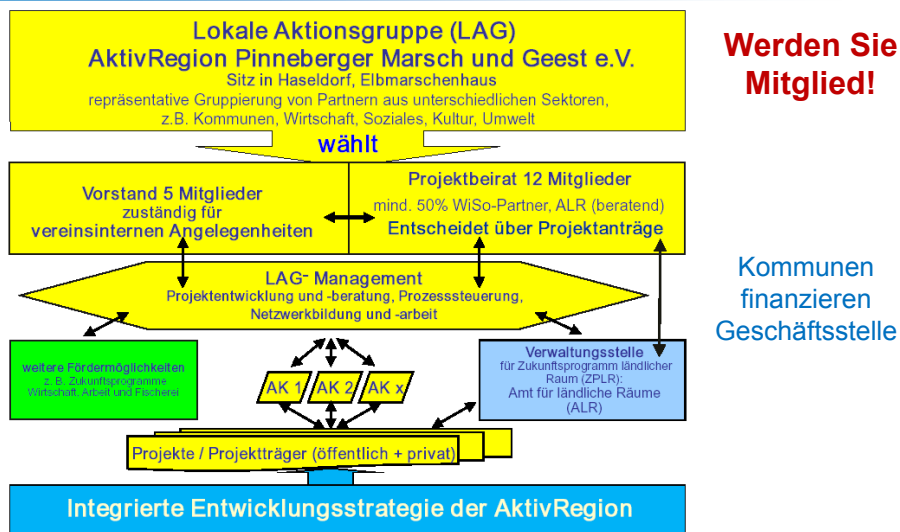 Lokale Aktionsgruppe (LAG)
AktivRegion Pinneberger Marsch und Geest e.V.
Sitz in Haseldorf, Elbmarschenhaus
repräsentative Gruppierung von Partnern aus unterschiedlichen Sektoren,
z.B. Kommunen, Wirtschaft, Soziales, Kultur, Umwelt
wählt
Werden Sie
Mitglied!
Vorstand 5 Mitglieder
zuständig für
vereinsinternen Angelegenheiten
Projektbeirat 12 Mitglieder
mind. 50% WiSo-Partner, ALR (beratend)
Entscheidet über Projektanträge
LAG- Management
Projektentwicklung und -beratung, Prozesssteuerung,
Netzwerkbildung und -arbeit
Kommunen
finanzieren
Geschäftsstelle
weitere Fördermöglichkeiten
z. B. Zukunftsprogramme
Wirtschaft, Arbeit und Fischerei
AK 1
AK 2
AK x
Verwaltungsstelle
für Zukunftsprogramm ländlicher
Raum (ZPLR):
Amt für ländliche Räume
(ALR)
Projekte / Projektträger (öffentlich + privat)
Integrierte Entwicklungsstrategie der AktivRegion